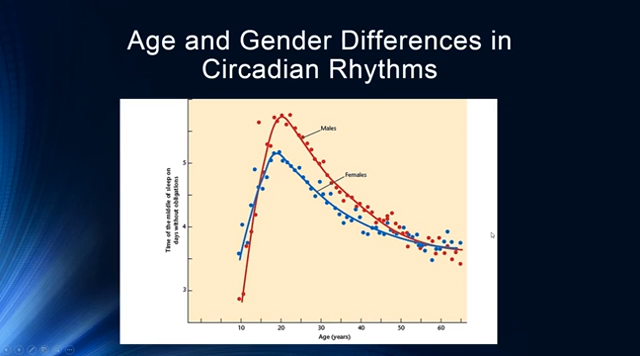 Age and Gender Differences in
Circadian Rhythms
Males
Females
Time of the middle of sleep on
days without obligations
5
4
3
10 20 30 40 50 60
Age (years)